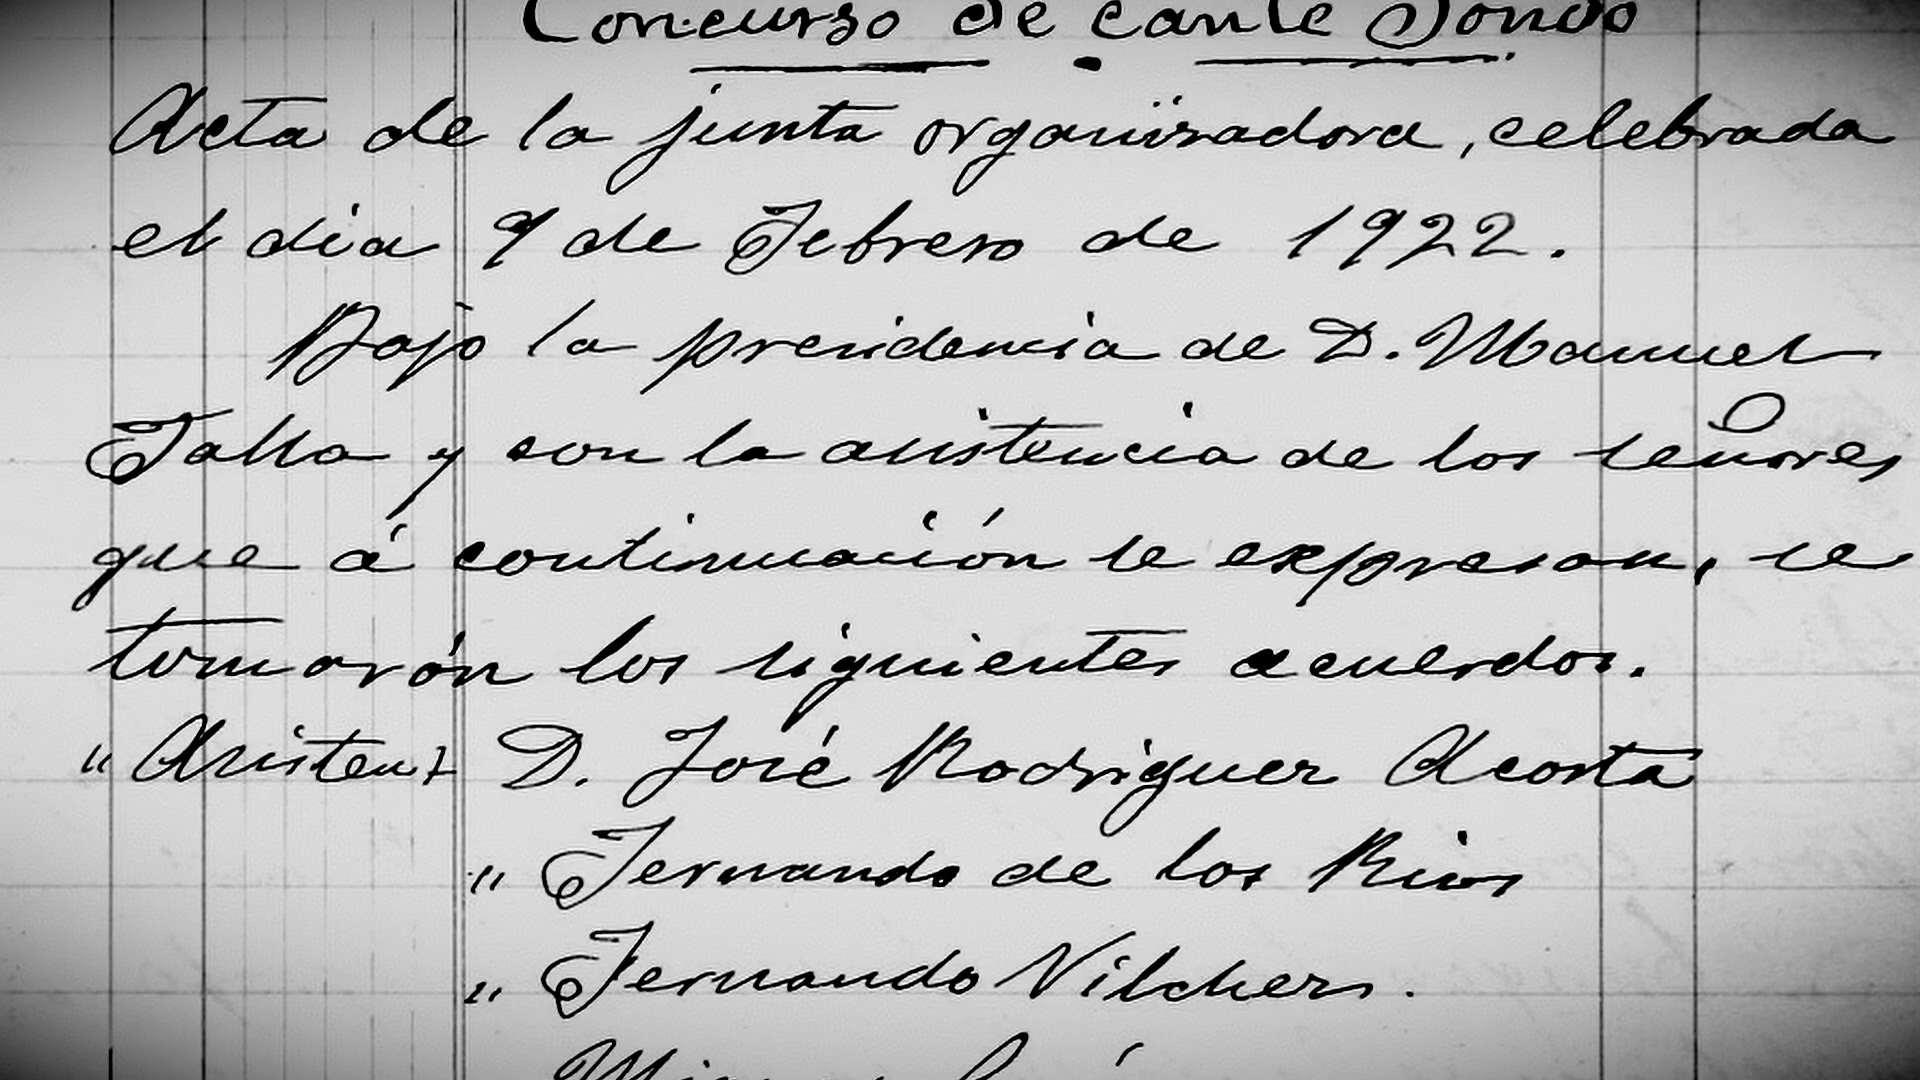 Concurso de cante Jondo
Acta de la junta organizadora, celebrada
el dia 9 de Febrero de 1922.
Bajo la presidencia de D. Manuel
Falla y con la asistencia de los señores
que á continuación se expresan, se
tomarón los siguientes acuerdos.
" Asisten: D. José Rodriguez Acosta
" Fernando de los Rios
" Fernando Vilchez.